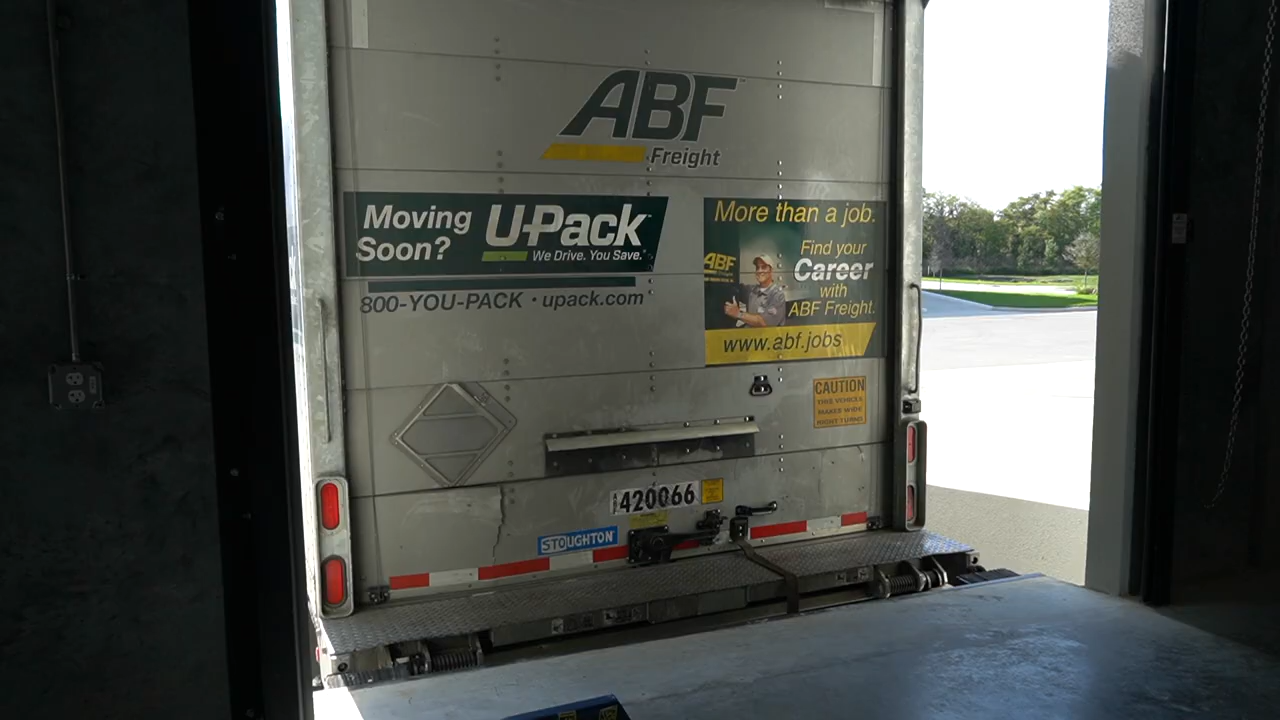 ABF
Freight
Moving
Soon?
U-Pack
We Drive. You Save.
800-YOU-PACK · upack.com
More than a job.
ABF
Find your
Career
with
ABF Freight.
www.abf.jobs
CAUTION
THIS VEHICLE
MAKES WIDE
RIGHT TURNS
420066
STOUGHTON